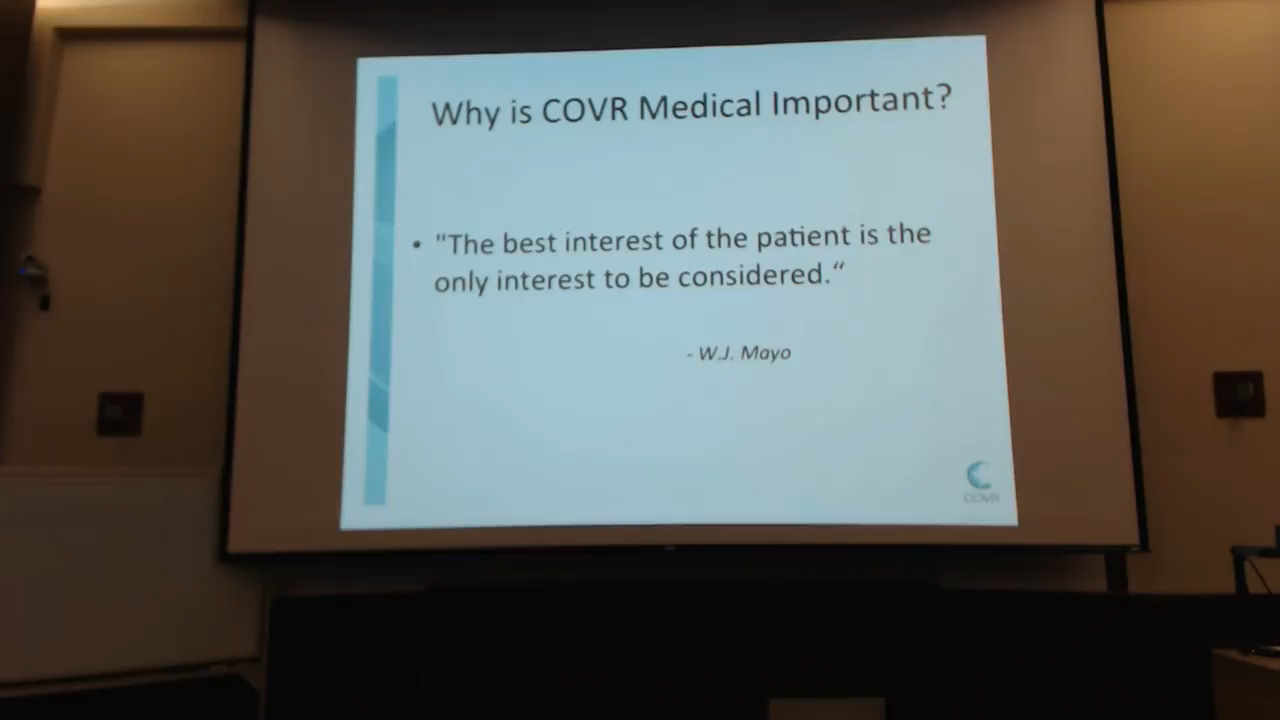 Why is COVR Medical Important?
• "The best interest of the patient is the
only interest to be considered.“
- W.J. Mayo
COVR